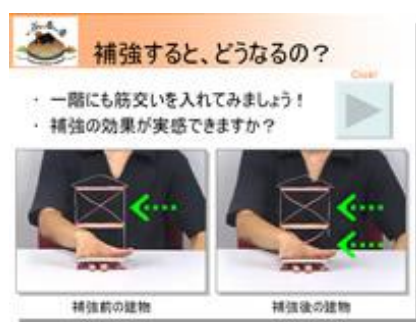 補強すると、どうなるの？
Click!
・ 一階にも筋交いを入れてみましょう！
・ 補強の効果が実感できますか？
補強前の建物
補強後の建物